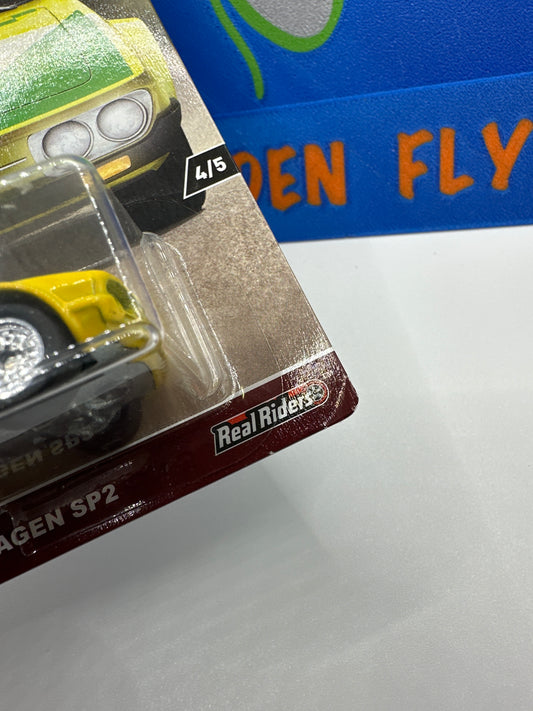 4/5
DEN FLY
Real Riders
AGEN SP2